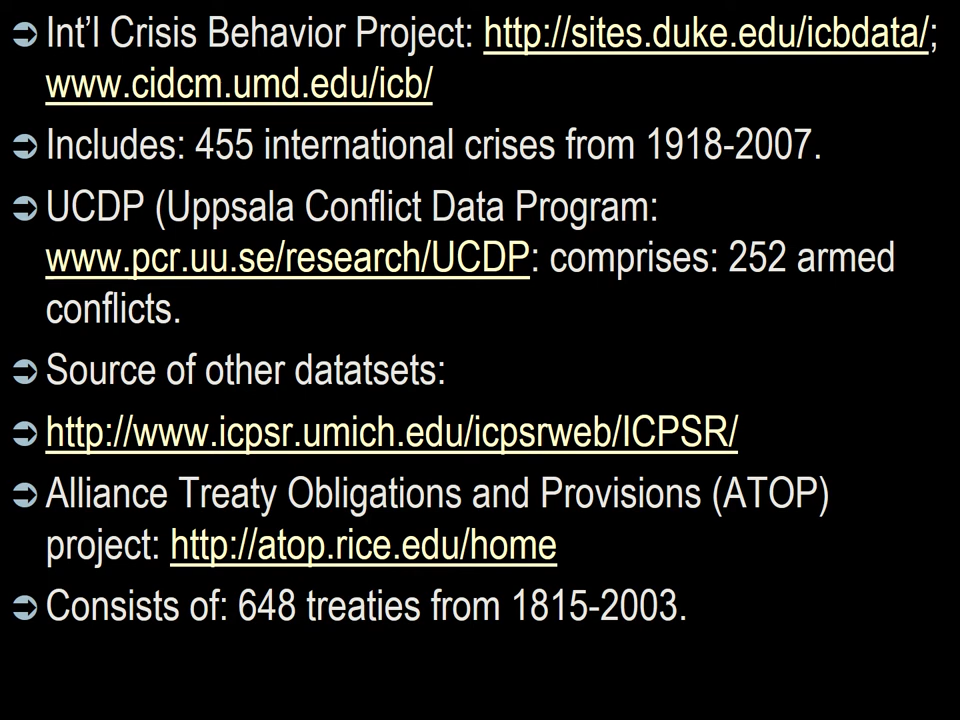 Int'l Crisis Behavior Project: http://sites.duke.edu/icbdata/;
www.cidcm.umd.edu/icb/
Includes: 455 international crises from 1918-2007.
UCDP (Uppsala Conflict Data Program:
www.pcr.uu.se/research/UCDP: comprises: 252 armed
conflicts.
Source of other datatsets:
http://www.icpsr.umich.edu/icpsrweb/ICPSR/
Alliance Treaty Obligations and Provisions (ATOP)
project: http://atop.rice.edu/home
Consists of: 648 treaties from 1815-2003.